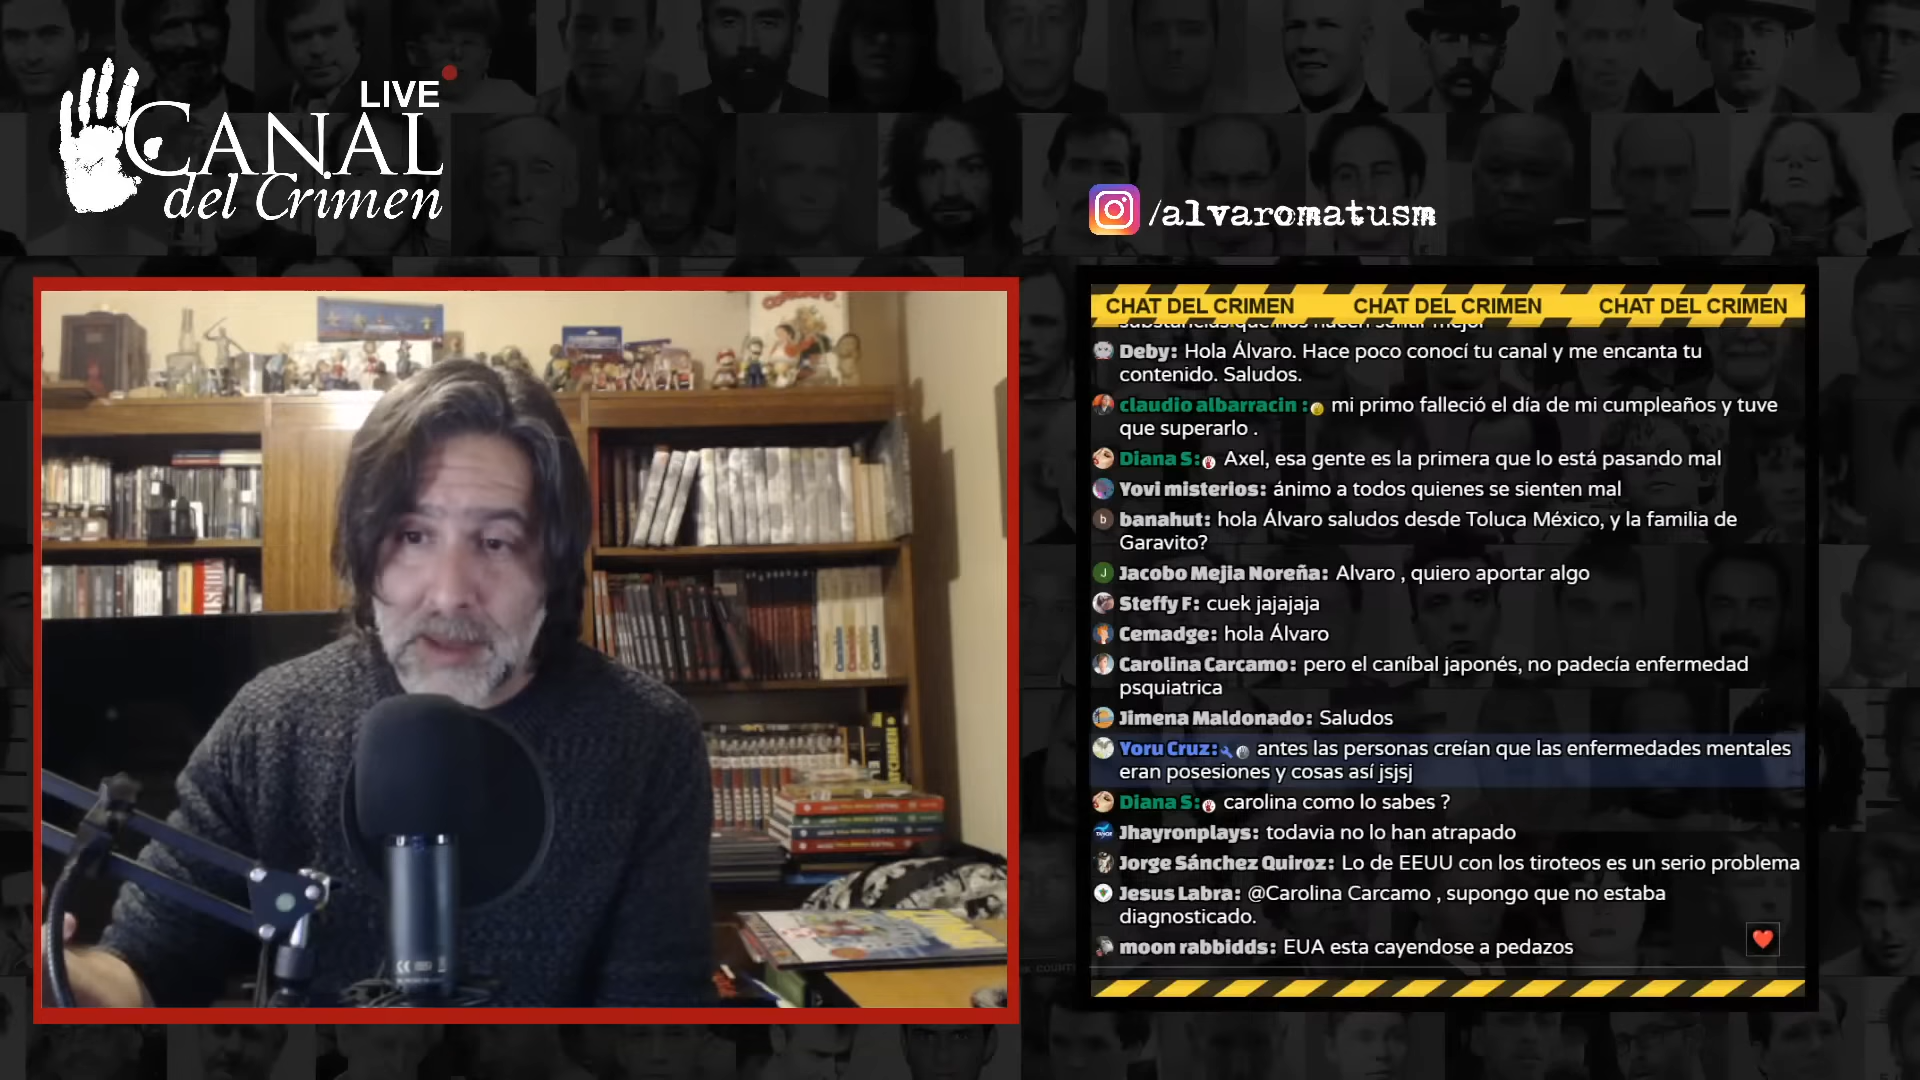 LIVE
CANAL
del Crimen
/alvaromatusm
CHAT DEL CRIMEN CHAT DEL CRIMEN CHAT DEL CRIMEN
substancias que nos hacen sentir mejor
Deby: Hola Álvaro. Hace poco conocí tu canal y me encanta tu
contenido. Saludos.
claudio albarracin : mi primo falleció el día de mi cumpleaños y tuve
que superarlo .
Diana S: Axel, esa gente es la primera que lo está pasando mal
Yovi misterios: ánimo a todos quienes se sienten mal
b banahut: hola Álvaro saludos desde Toluca México, y la familia de
Garavito?
J Jacobo Mejia Noreña: Alvaro , quiero aportar algo
Steffy F: cuek jajajaja
Cemadge: hola Álvaro
Carolina Carcamo: pero el caníbal japonés, no padecía enfermedad
psquiatrica
Jimena Maldonado: Saludos
Yoru Cruz: antes las personas creían que las enfermedades mentales
eran posesiones y cosas así jsjsj
Diana S: carolina como lo sabes ?
Jhayronplays: todavia no lo han atrapado
Jorge Sánchez Quiroz: Lo de EEUU con los tiroteos es un serio problema
Jesus Labra: @Carolina Carcamo , supongo que no estaba
diagnosticado.
moon rabbidds: EUA esta cayendose a pedazos